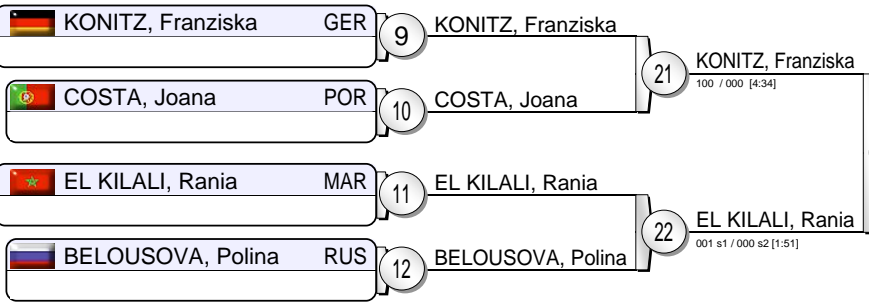 KONITZ, Franziska GER
9
KONITZ, Franziska
COSTA, Joana POR
10
COSTA, Joana
21
KONITZ, Franziska
100 / 000 [4:34]
EL KILALI, Rania MAR
11
EL KILALI, Rania
BELOUSOVA, Polina RUS
12
BELOUSOVA, Polina
22
EL KILALI, Rania
001 s1 / 000 s2 [1:51]